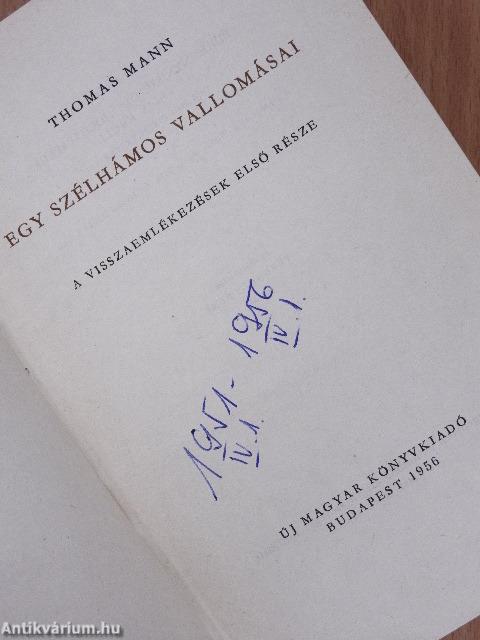 THOMAS MANN
EGY SZÉLHÁMOS VALLOMÁSAI
A VISSZAEMLÉKEZÉSEK ELSŐ RÉSZE
ÚJ MAGYAR KÖNYVKIADÓ
BUDAPEST 1956
Antikvárium.hu